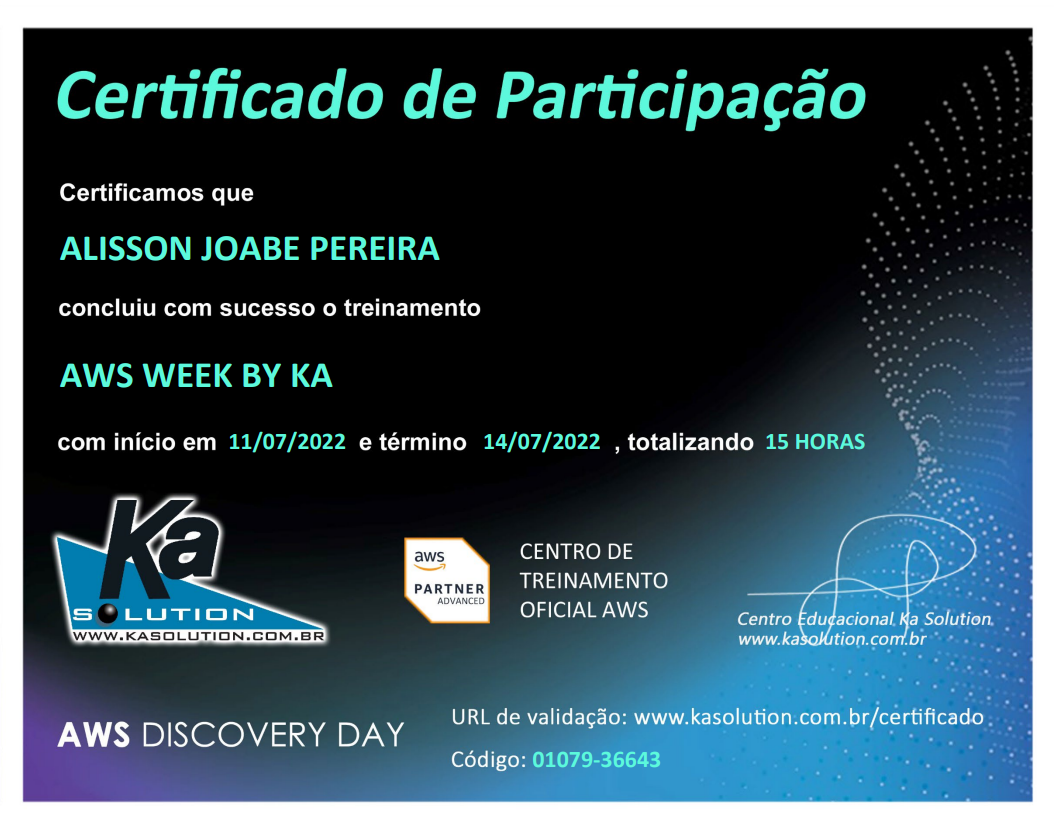 Certificado de Participação
Certificamos que
ALISSON JOABE PEREIRA
concluiu com sucesso o treinamento
AWS WEEK BY KA
com início em 11/07/2022 e término 14/07/2022 , totalizando 15 HORAS
Ka
SOLUTION
WWW.KASOLUTION.COM.BR
aws
PARTNER
ADVANCED
CENTRO DE
TREINAMENTO
OFICIAL AWS
Centro Educacional Ka Solution
www.kasolution.com.br
AWS DISCOVERY DAY
URL de validação: www.kasolution.com.br/certificado
Código: 01079-36643